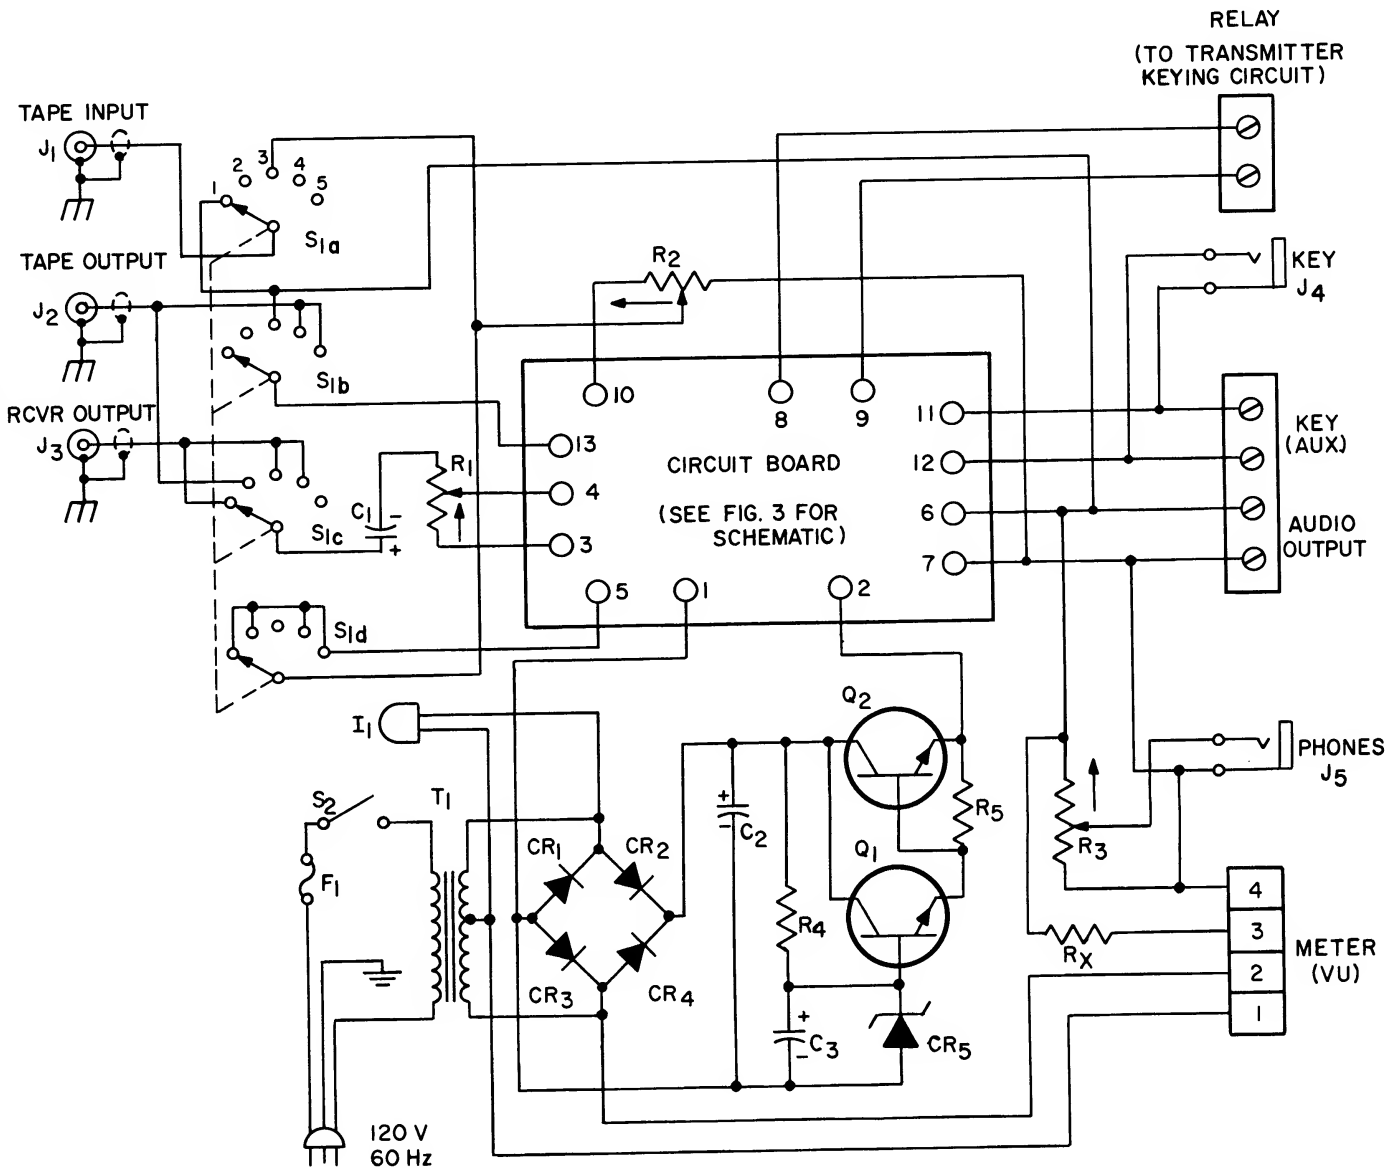 RELAY
(TO TRANSMITTER
KEYING CIRCUIT)
TAPE INPUT
J1
1
2
3
4
5
S1a
TAPE OUTPUT
J2
S1b
RCVR OUTPUT
J3
S1c
C1
-
+
R1
R2
10
8
9
11
12
6
7
13
4
3
5
1
2
CIRCUIT BOARD
(SEE FIG. 3 FOR
SCHEMATIC)
KEY
J4
KEY
(AUX.)
AUDIO
OUTPUT
S1d
I1
S2
T1
F1
CR1
CR2
CR3
CR4
+
-
C2
Q2
Q1
R5
R4
+
C3
-
CR5
R3
RX
PHONES
J5
4
3
2
1
METER
(VU)
120 V
60 Hz